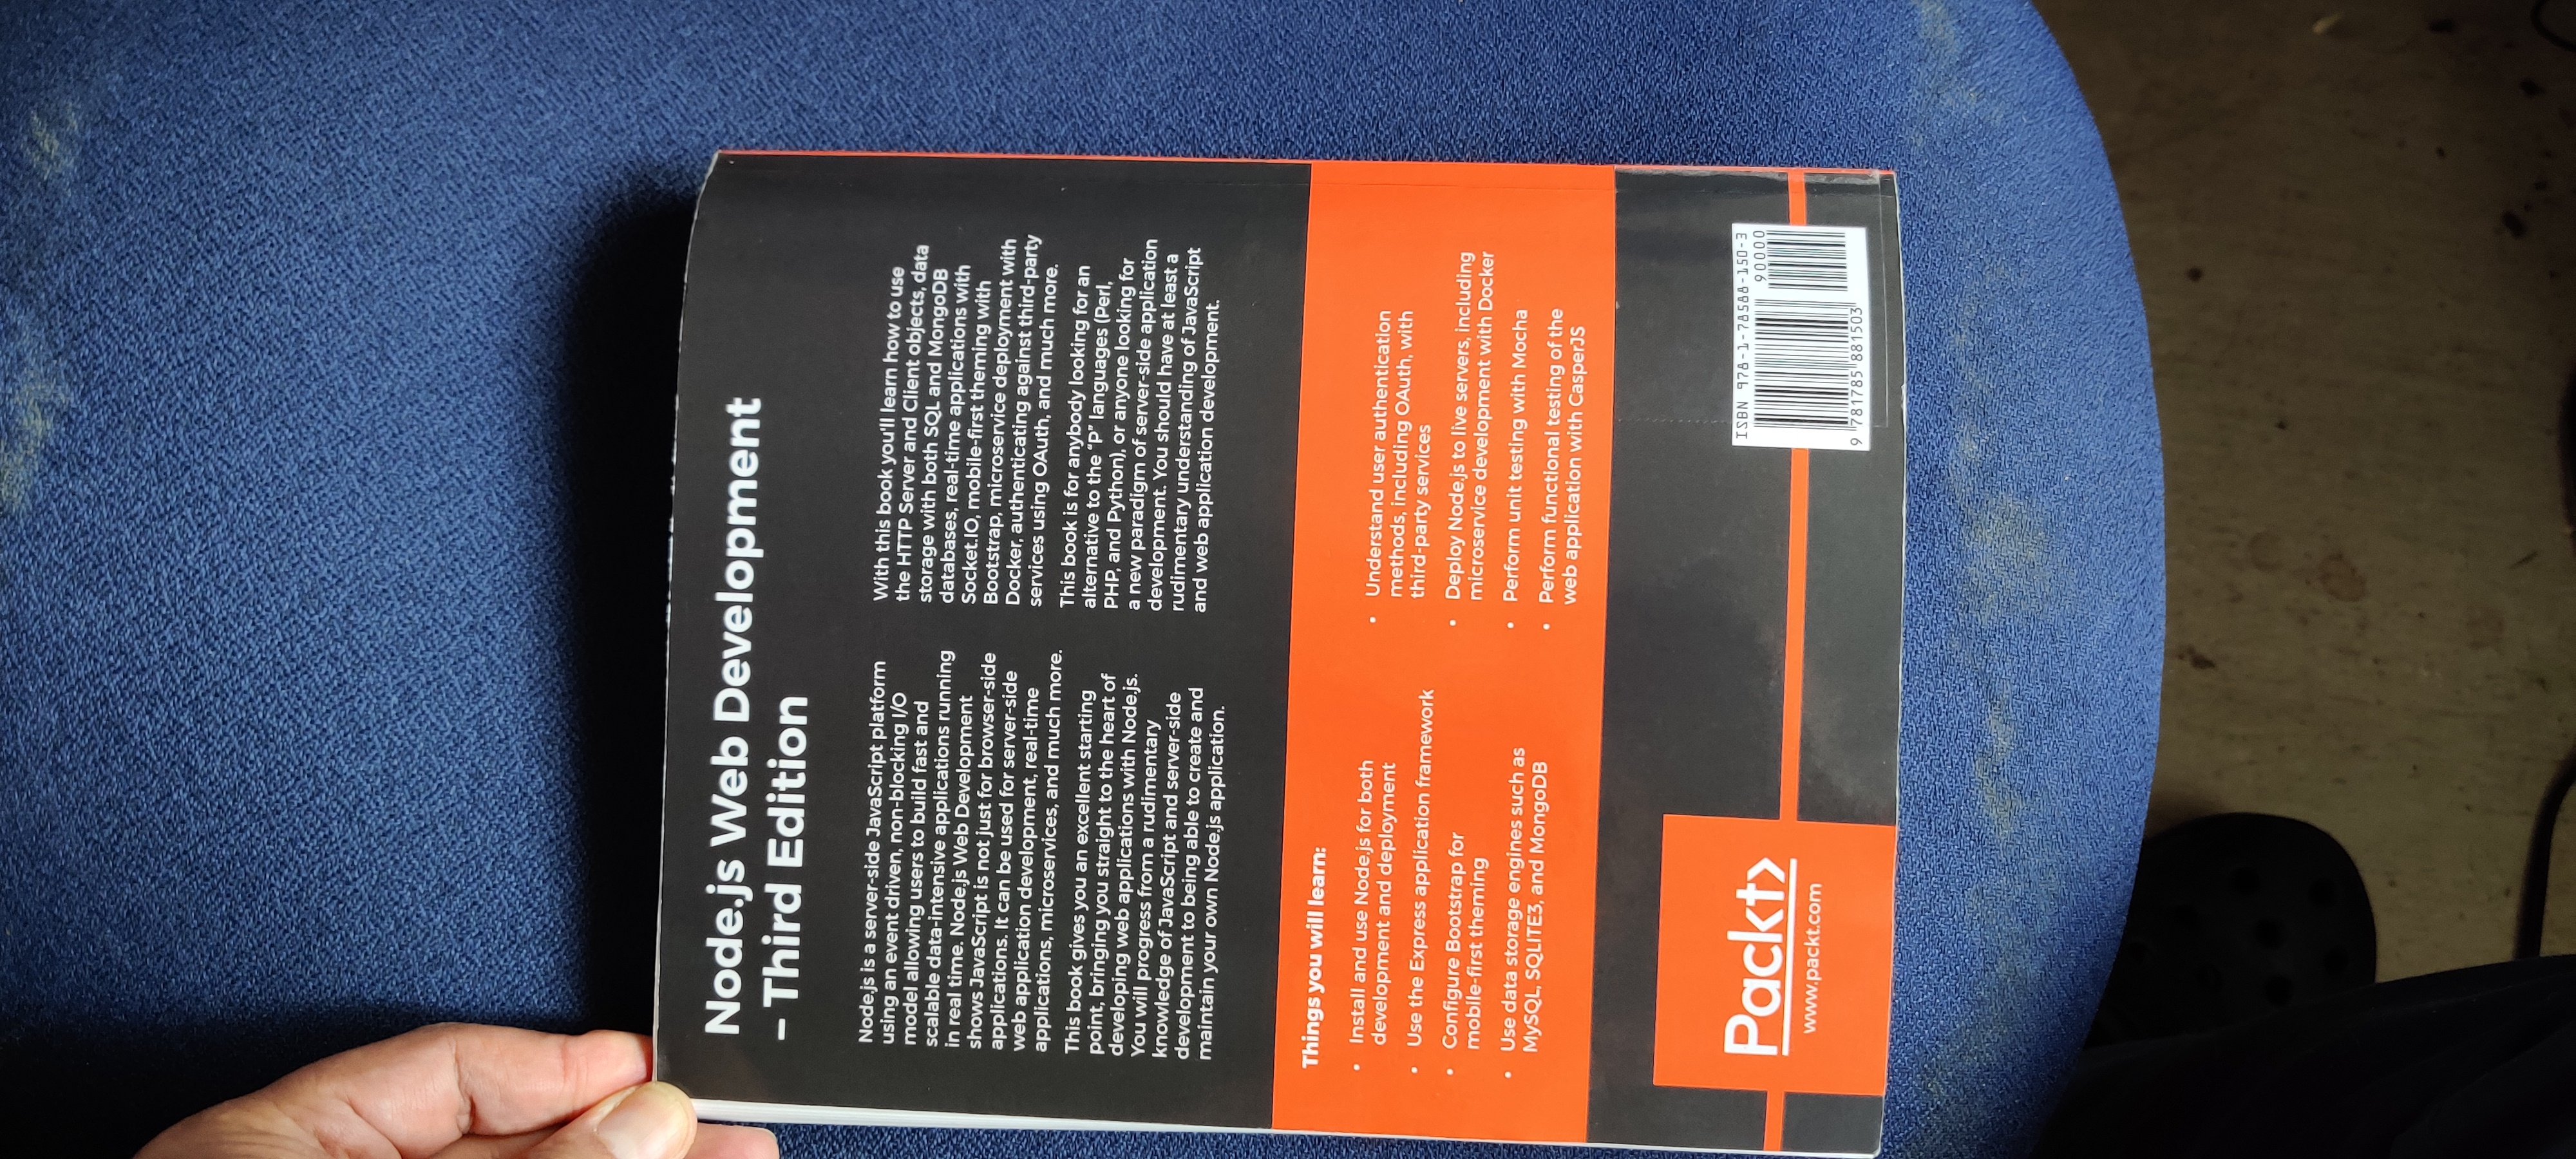 Node.js Web Development
– Third Edition
Node.js is a server-side JavaScript platform
using an event driven, non-blocking I/O
model allowing users to build fast and
scalable data-intensive applications running
in real time. Node.js Web Development
shows JavaScript is not just for browser-side
applications. It can be used for server-side
web application development, real-time
applications, microservices, and much more.
This book gives you an excellent starting
point, bringing you straight to the heart of
developing web applications with Node.js.
You will progress from a rudimentary
knowledge of JavaScript and server-side
development to being able to create and
maintain your own Node.js application.
With this book you'll learn how to use
the HTTP Server and Client objects, data
storage with both SQL and MongoDB
databases, real-time applications with
Socket.IO, mobile-first theming with
Bootstrap, microservice deployment with
Docker, authenticating against third-party
services using OAuth, and much more.
This book is for anybody looking for an
alternative to the "P" languages (Perl,
PHP, and Python), or anyone looking for
a new paradigm of server-side application
development. You should have at least a
rudimentary understanding of JavaScript
and web application development.
Things you will learn:
• Install and use Node.js for both
development and deployment
• Use the Express application framework
• Configure Bootstrap for
mobile-first theming
• Use data storage engines such as
MySQL, SQLITE3, and MongoDB
• Understand user authentication
methods, including OAuth, with
third-party services
• Deploy Node.js to live servers, including
microservice development with Docker
• Perform unit testing with Mocha
• Perform functional testing of the
web application with CasperJS
Packt>
www.packt.com
ISBN 978-1-78588-150-3
90000
9 781785 881503